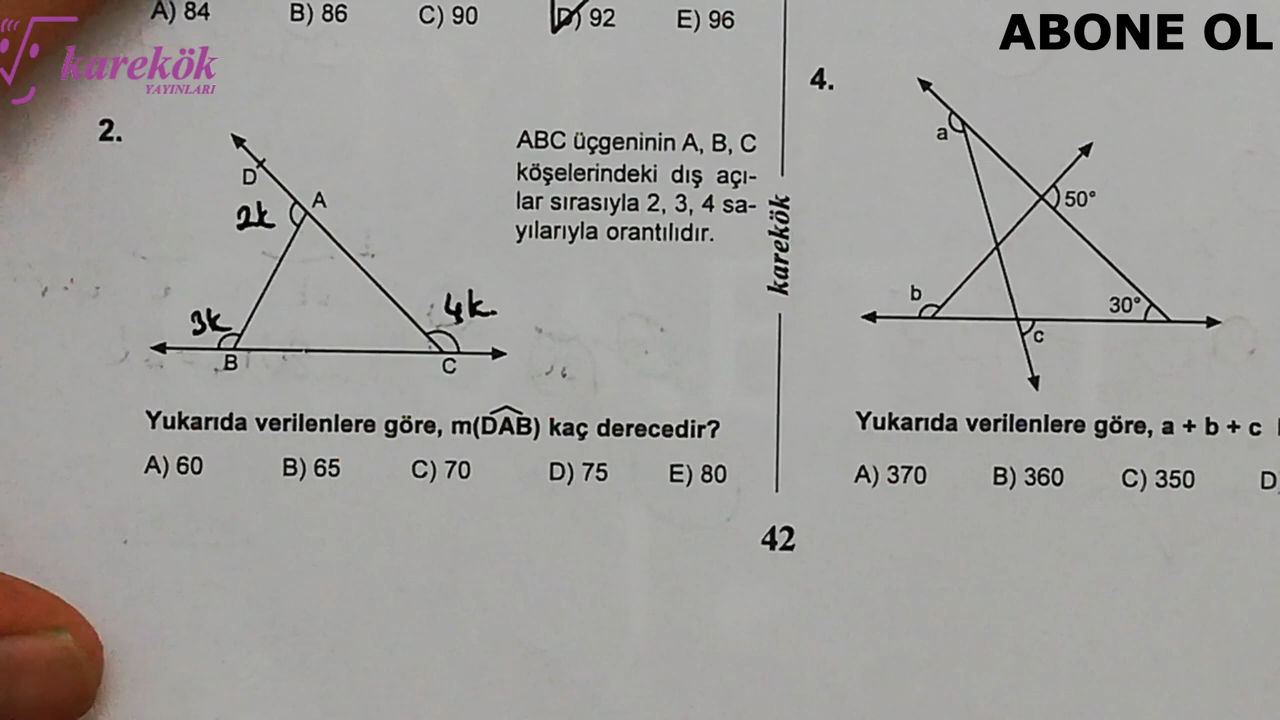 A) 84 B) 86 C) 90 D) 92 E) 96
ABONE OL
karekök
YAYINLARI
2.
D
A
2k
3k
4k
B
C
ABC üçgeninin A, B, C
köşelerindeki dış açı-
lar sırasıyla 2, 3, 4 sa-
yılarıyla orantılıdır.
Yukarıda verilenlere göre, m(DAB) kaç derecedir?
A) 60 B) 65 C) 70 D) 75 E) 80
karekök
42
4.
a
50°
b
30°
c
Yukarıda verilenlere göre, a + b + c
A) 370 B) 360 C) 350 D